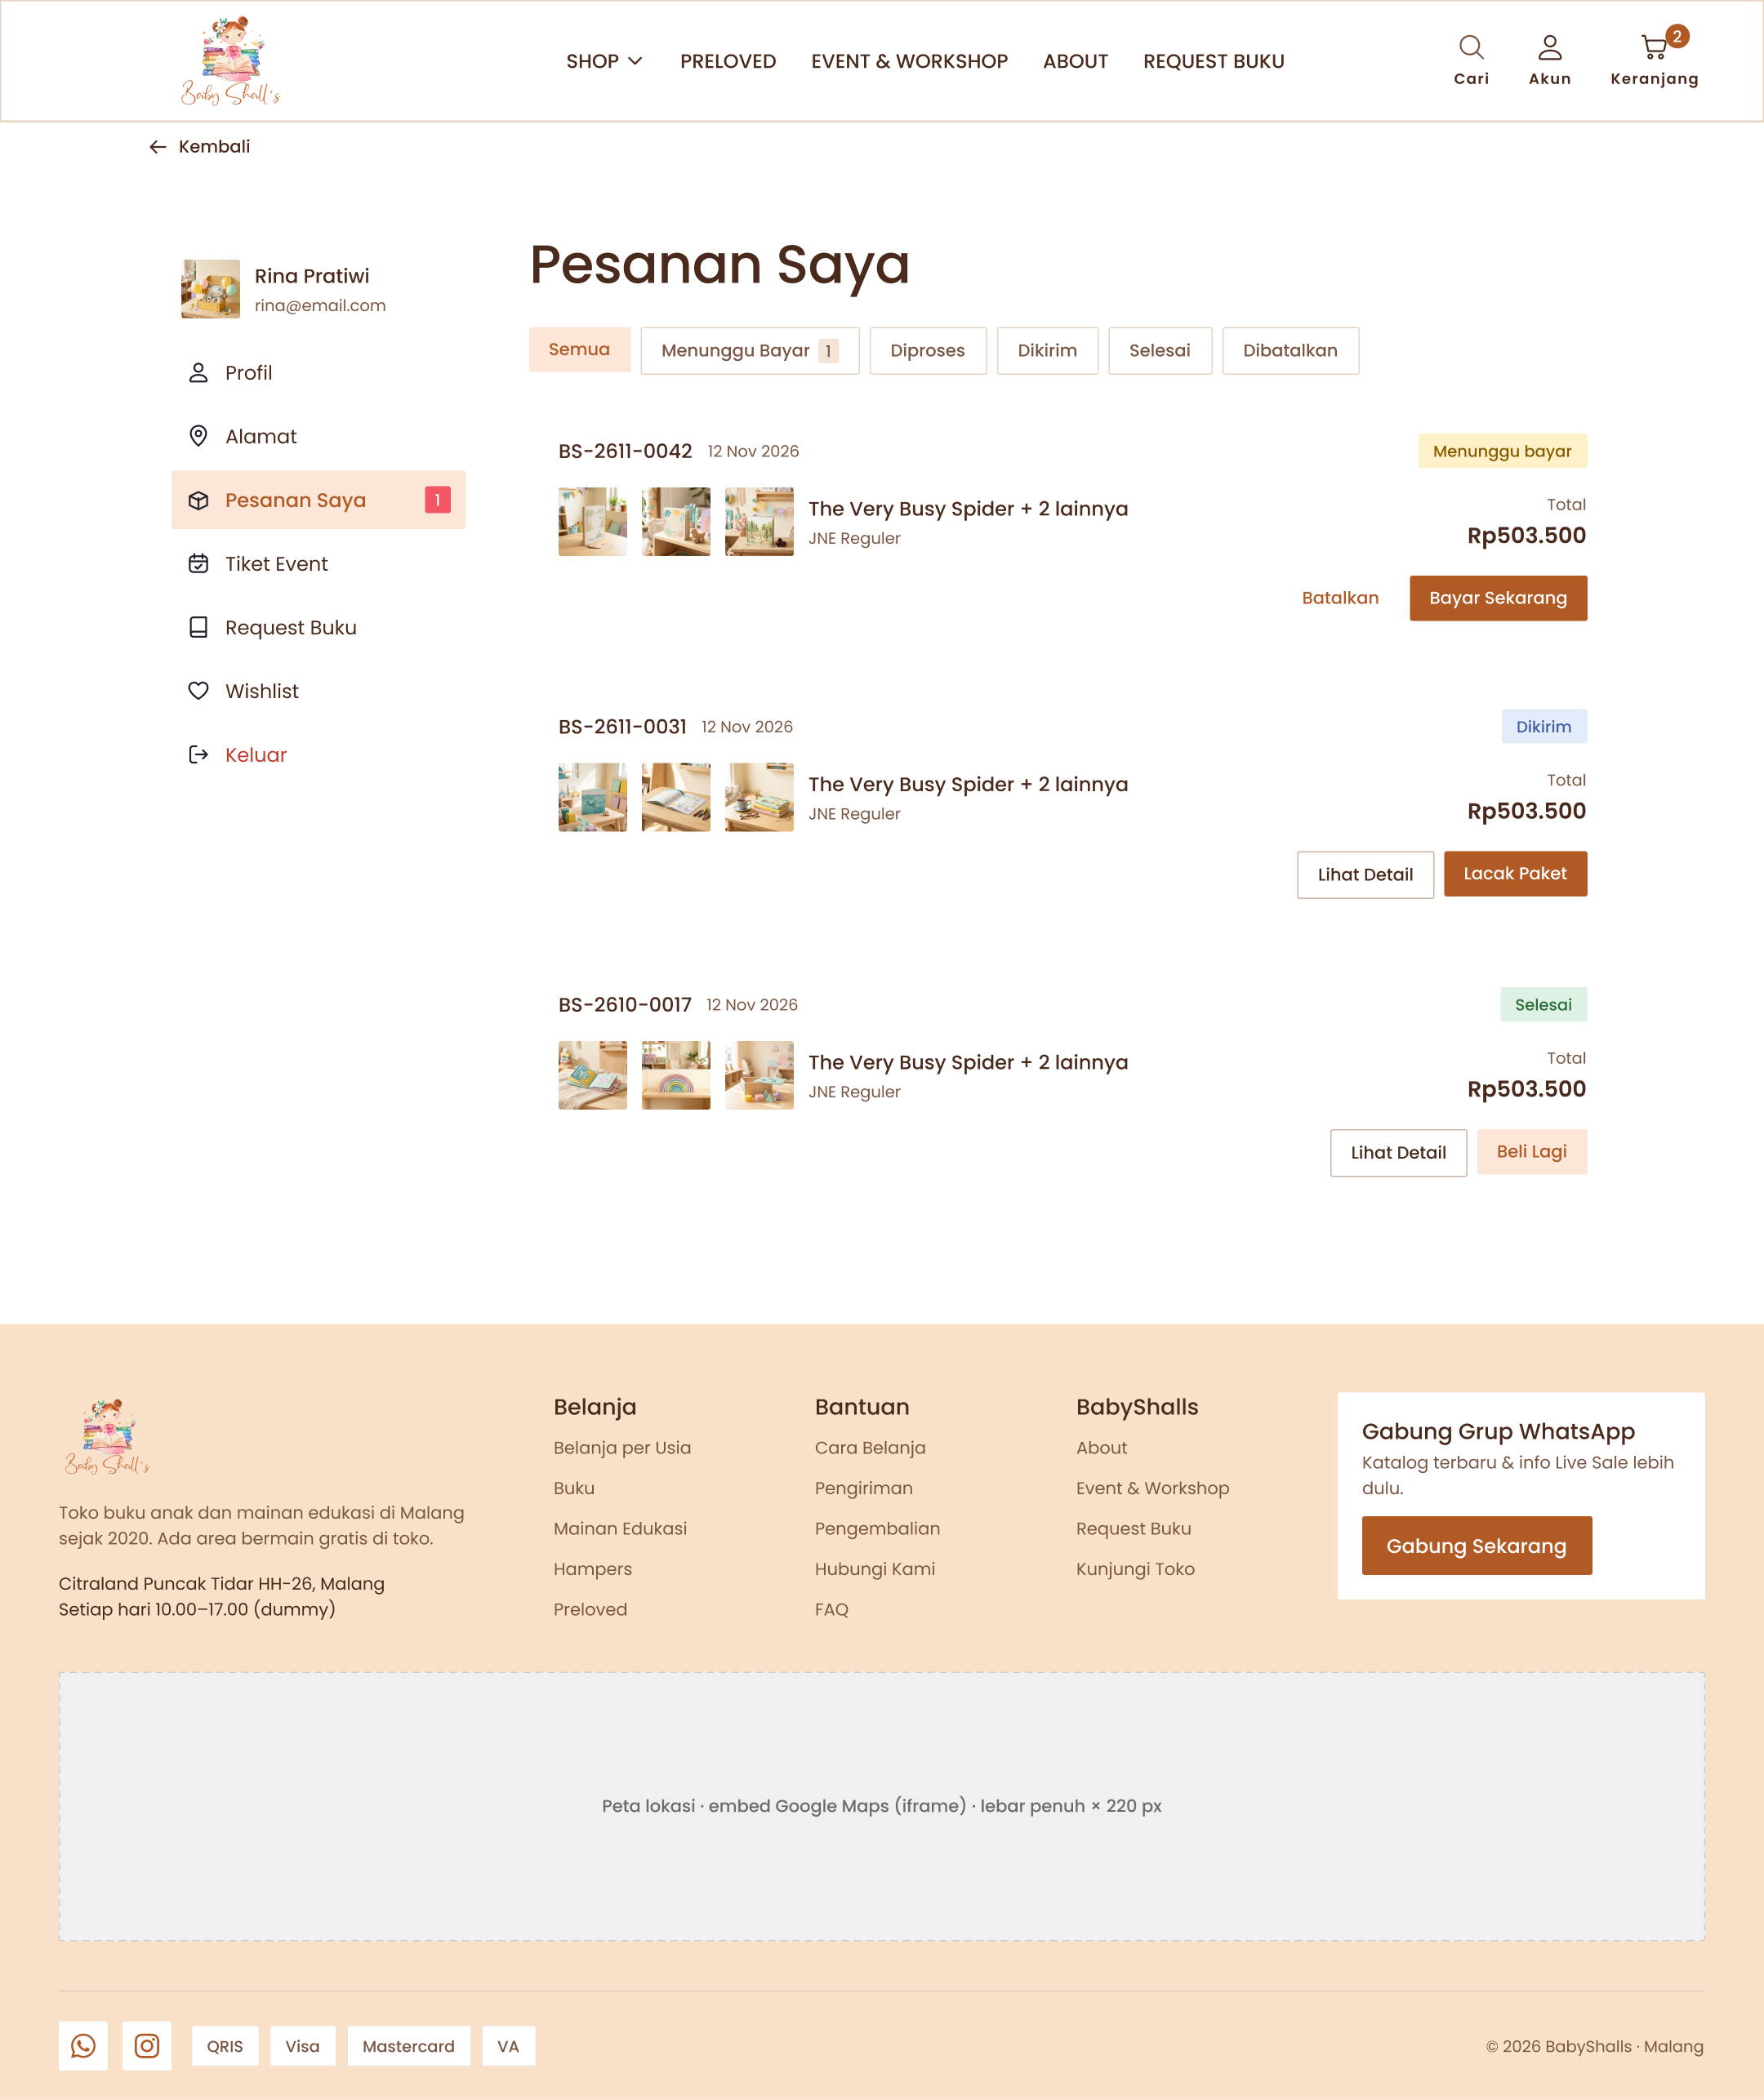 Baby Shall's
SHOP
PRELOVED
EVENT & WORKSHOP
ABOUT
REQUEST BUKU
Cari
Akun
2
Keranjang
Kembali
Rina Pratiwi
rina@email.com
Profil
Alamat
Pesanan Saya
1
Tiket Event
Request Buku
Wishlist
Keluar
Pesanan Saya
Semua
Menunggu Bayar 1
Diproses
Dikirim
Selesai
Dibatalkan
BS-2611-0042 12 Nov 2026
Menunggu bayar
The Very Busy Spider + 2 lainnya
JNE Reguler
Total
Rp503.500
Batalkan
Bayar Sekarang
BS-2611-0031 12 Nov 2026
Dikirim
The Very Busy Spider + 2 lainnya
JNE Reguler
Total
Rp503.500
Lihat Detail
Lacak Paket
BS-2610-0017 12 Nov 2026
Selesai
The Very Busy Spider + 2 lainnya
JNE Reguler
Total
Rp503.500
Lihat Detail
Beli Lagi
Baby Shall's
Toko buku anak dan mainan edukasi di Malang
sejak 2020. Ada area bermain gratis di toko.
Citraland Puncak Tidar HH-26, Malang
Setiap hari 10.00–17.00 (dummy)
Belanja
Belanja per Usia
Buku
Mainan Edukasi
Hampers
Preloved
Bantuan
Cara Belanja
Pengiriman
Pengembalian
Hubungi Kami
FAQ
BabyShalls
About
Event & Workshop
Request Buku
Kunjungi Toko
Gabung Grup WhatsApp
Katalog terbaru & info Live Sale lebih
dulu.
Gabung Sekarang
Peta lokasi · embed Google Maps (iframe) · lebar penuh × 220 px
QRIS
Visa
Mastercard
VA
© 2026 BabyShalls · Malang